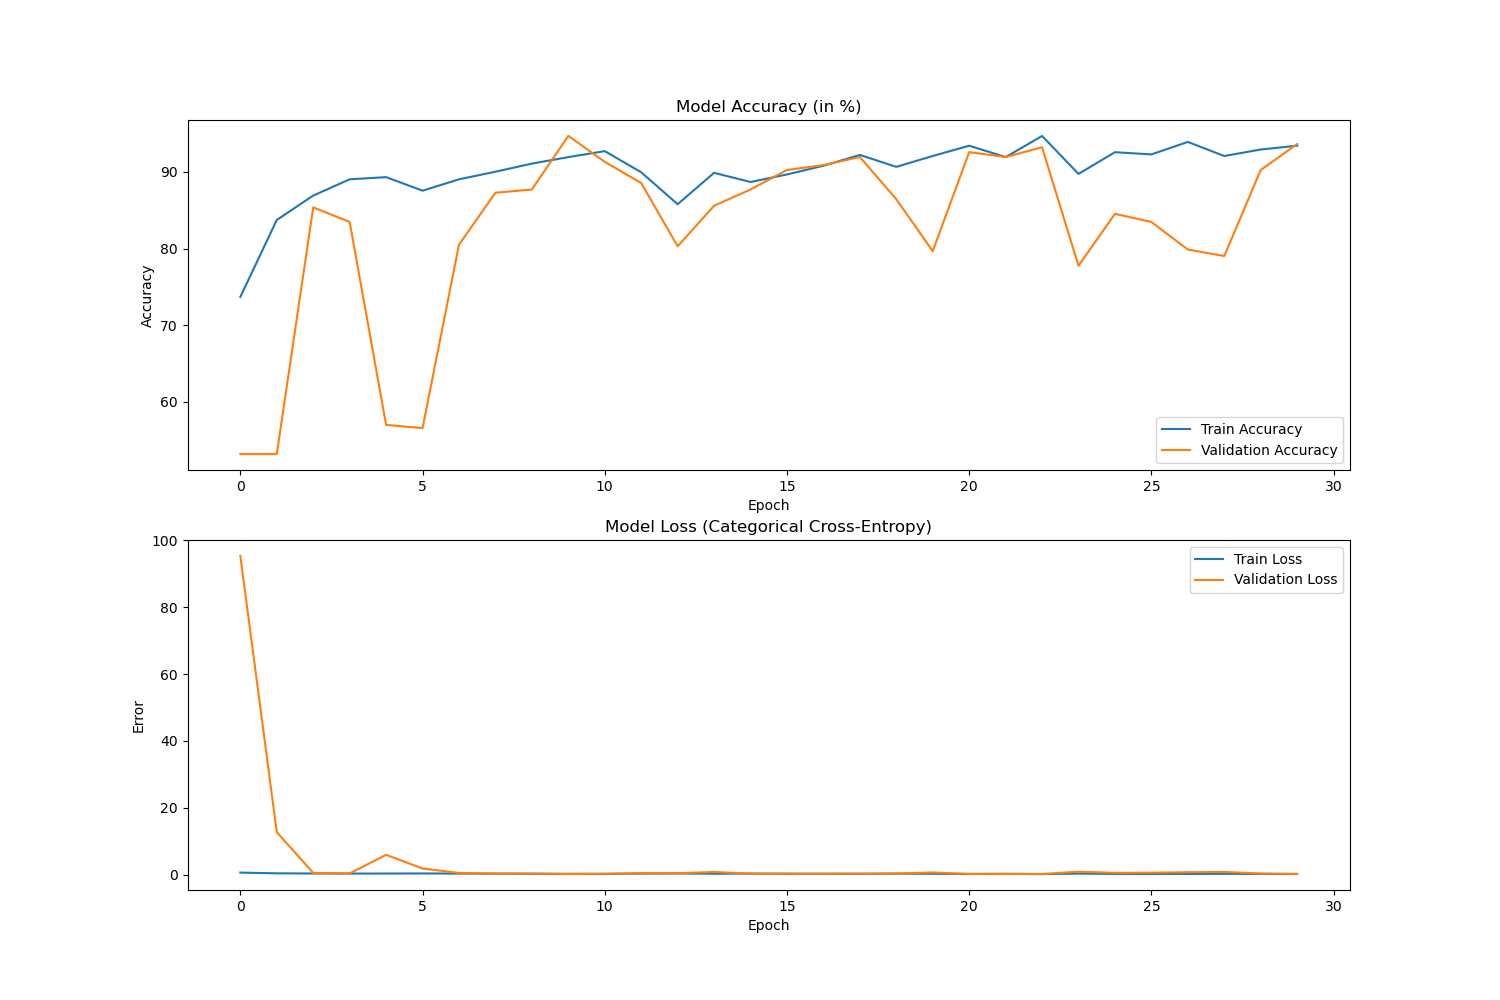 Model Accuracy (in %)
Accuracy
90
80
70
60
Train Accuracy
Validation Accuracy
0 5 10 15 20 25 30
Epoch
Model Loss (Categorical Cross-Entropy)
Error
100
80
60
40
20
0
Train Loss
Validation Loss
0 5 10 15 20 25 30
Epoch